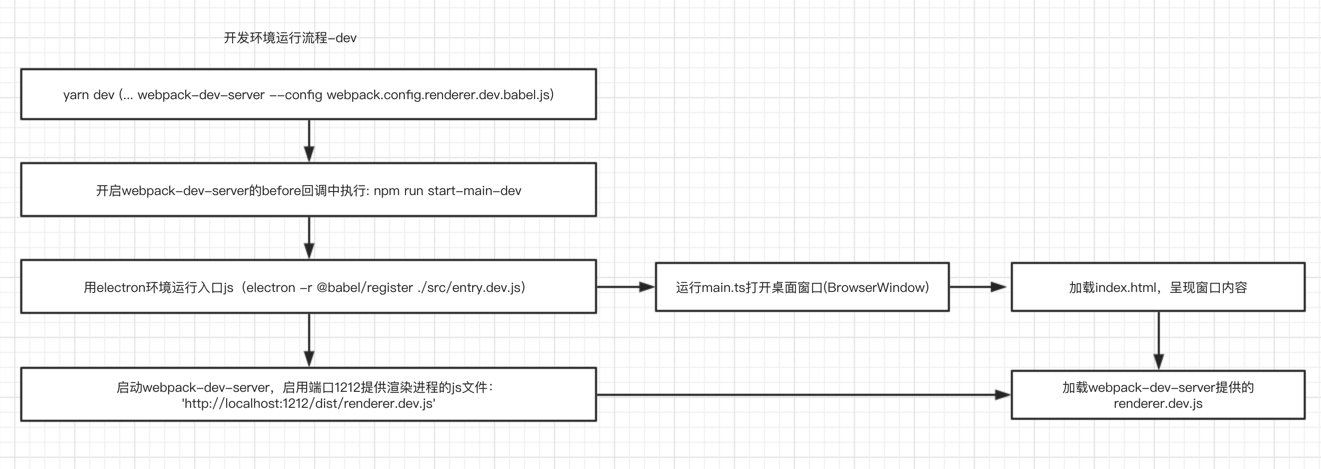 开发环境运行流程-dev
yarn dev (... webpack-dev-server --config webpack.config.renderer.dev.babel.js)
开启webpack-dev-server的before回调中执行: npm run start-main-dev
用electron环境运行入口js（electron -r @babel/register ./src/entry.dev.js）
运行main.ts打开桌面窗口(BrowserWindow)
加载index.html，呈现窗口内容
启动webpack-dev-server，启用端口1212提供渲染进程的js文件：
'http://localhost:1212/dist/renderer.dev.js'
加载webpack-dev-server提供的
renderer.dev.js